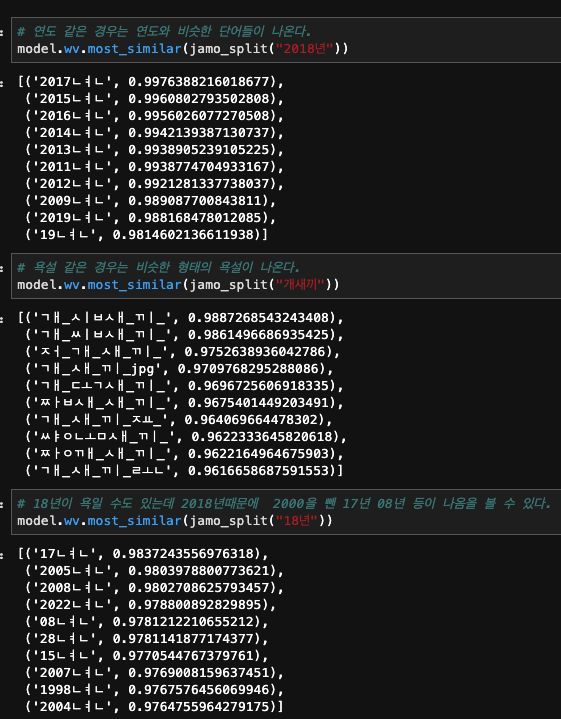 # 연도 같은 경우는 연도와 비슷한 단어들이 나온다.
model.wv.most_similar(jamo_split("2018년"))
[('2017ㄴㅕㄴ', 0.9976388216018677),
('2015ㄴㅕㄴ', 0.9960802793502808),
('2016ㄴㅕㄴ', 0.9956026077270508),
('2014ㄴㅕㄴ', 0.9942139387130737),
('2013ㄴㅕㄴ', 0.9938905239105225),
('2011ㄴㅕㄴ', 0.9938774704933167),
('2012ㄴㅕㄴ', 0.9921281337738037),
('2009ㄴㅕㄴ', 0.989087700843811),
('2019ㄴㅕㄴ', 0.988168478012085),
('19ㄴㅕㄴ', 0.9814602136611938)]
# 욕설 같은 경우는 비슷한 형태의 욕설이 나온다.
model.wv.most_similar(jamo_split("개새끼"))
[('ㄱㅐ_ㅅㅣㅂㅅㅐ_ㄲㅣ_', 0.9887268543243408),
('ㄱㅐ_ㅆㅣㅂㅅㅐ_ㄲㅣ_', 0.9861496686935425),
('ㅈㅓ_ㄱㅐ_ㅅㅐ_ㄲㅣ_', 0.9752638936042786),
('ㄱㅐ_ㅅㅐ_ㄲㅣ_jpg', 0.9709768295288086),
('ㄱㅐ_ㄷㅗㄱㅅㅐ_ㄲㅣ_', 0.9696725606918335),
('ㅉㅏㅂㅅㅐ_ㅅㅐ_ㄲㅣ_', 0.9675401449203491),
('ㄱㅐ_ㅅㅐ_ㄲㅣ_ㅈㅛ_', 0.964069664478302),
('ㅆㅑㅇㄴㅗㅁㅅㅐ_ㄲㅣ_', 0.9622333645820618),
('ㅉㅏㅇㄲㅐ_ㅅㅐ_ㄲㅣ_', 0.9622164964675903),
('ㄱㅐ_ㅅㅐ_ㄲㅣ_ㄹㅗㄴ', 0.9616658687591553)]
# 18년이 욕일 수도 있는데 2018년때문에 2000을 뺀 17년 08년 등이 나옴을 볼 수 있다.
model.wv.most_similar(jamo_split("18년"))
[('17ㄴㅕㄴ', 0.9837243556976318),
('2005ㄴㅕㄴ', 0.9803978800773621),
('2008ㄴㅕㄴ', 0.9802708625793457),
('2022ㄴㅕㄴ', 0.978800892829895),
('08ㄴㅕㄴ', 0.9781212210655212),
('28ㄴㅕㄴ', 0.9781141877174377),
('15ㄴㅕㄴ', 0.9770544767379761),
('2007ㄴㅕㄴ', 0.9769008159637451),
('1998ㄴㅕㄴ', 0.9767576456069946),
('2004ㄴㅕㄴ', 0.9764755964279175)]